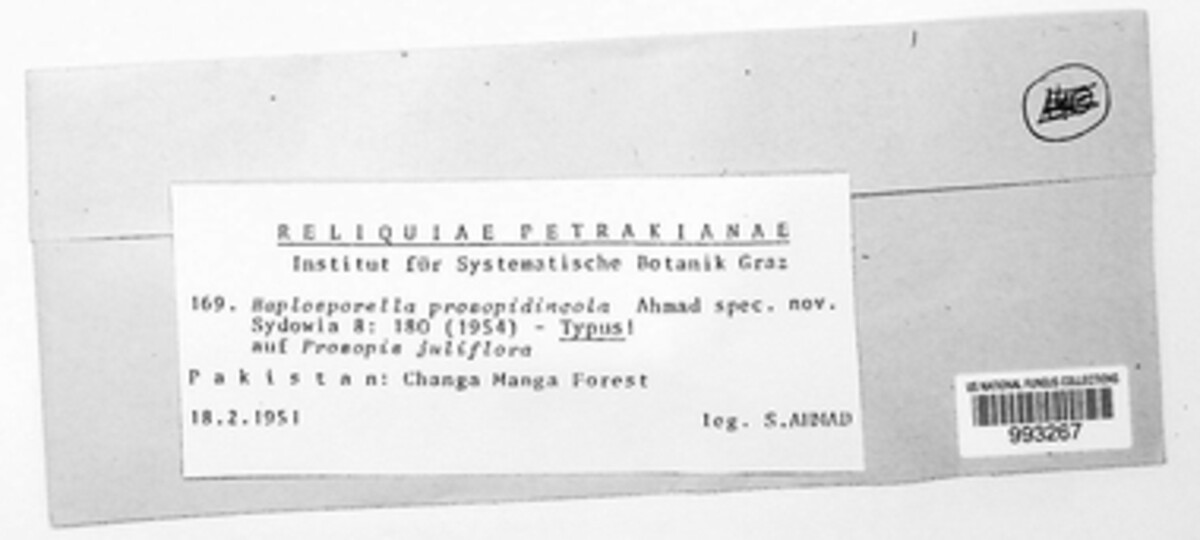 RELIQUIAE PETRAKIANAE
Institut für Systematische Botanik Graz
169. Haplosporella prosopidincola Ahmad spec. nov.
Sydowia 8: 180 (1954) - Typus!
auf Prosopis juliflora
Pakistan: Changa Manga Forest
18.2.1951 leg. S.AHMAD
US NATIONAL FUNGUS COLLECTIONS
993267